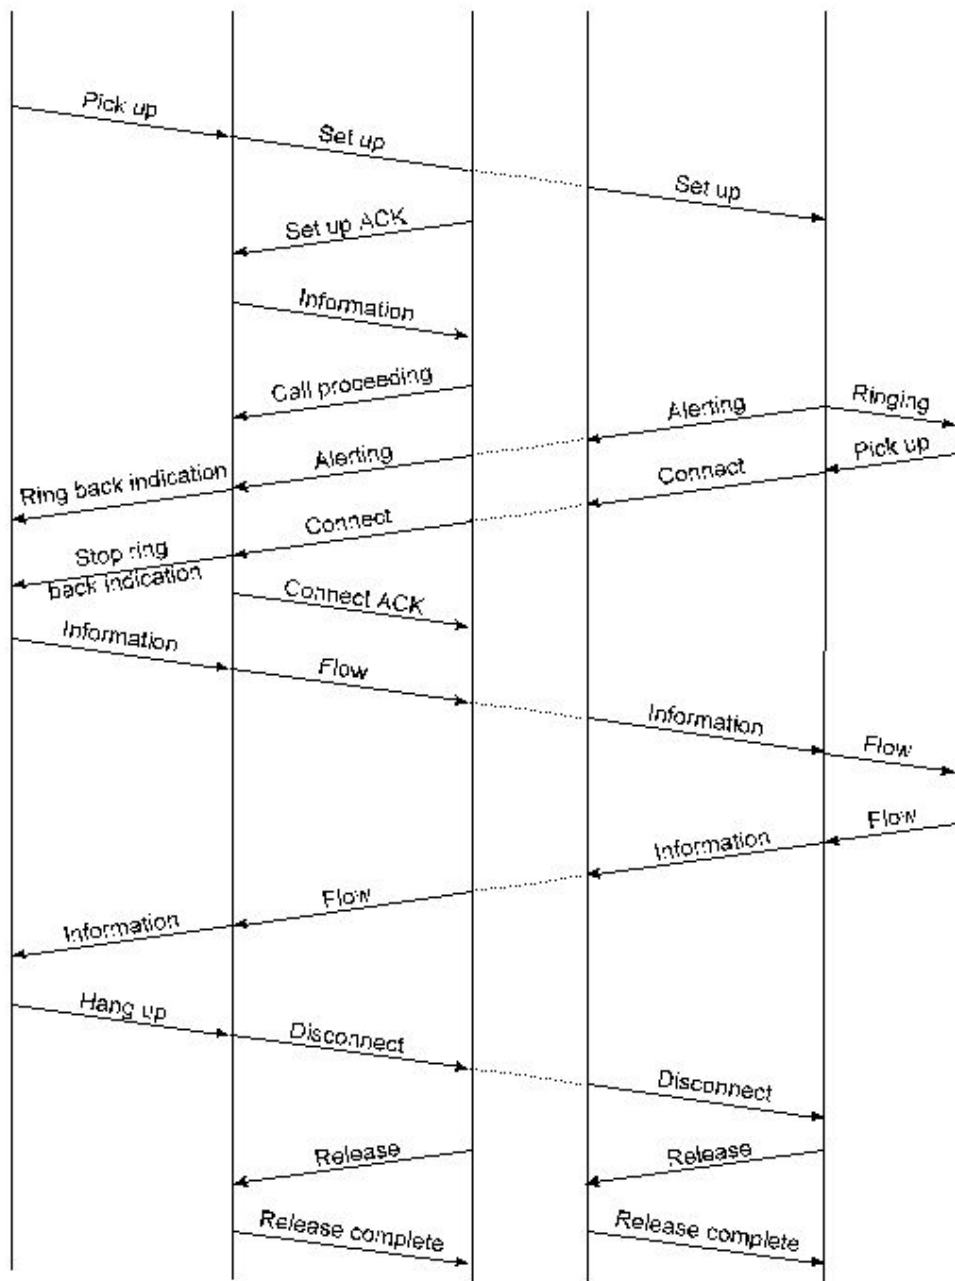 Pick up
Set up
Set up
Set up ACK
Information
Call proceeding
Ringing
Alerting
Pick up
Alerting
Connect
Ring back indication
Connect
Stop ring
back indication
Connect ACK
Information
Flow
Information
Flow
Flow
Information
Flow
Information
Hang up
Disconnect
Disconnect
Release
Release
Release complete
Release complete